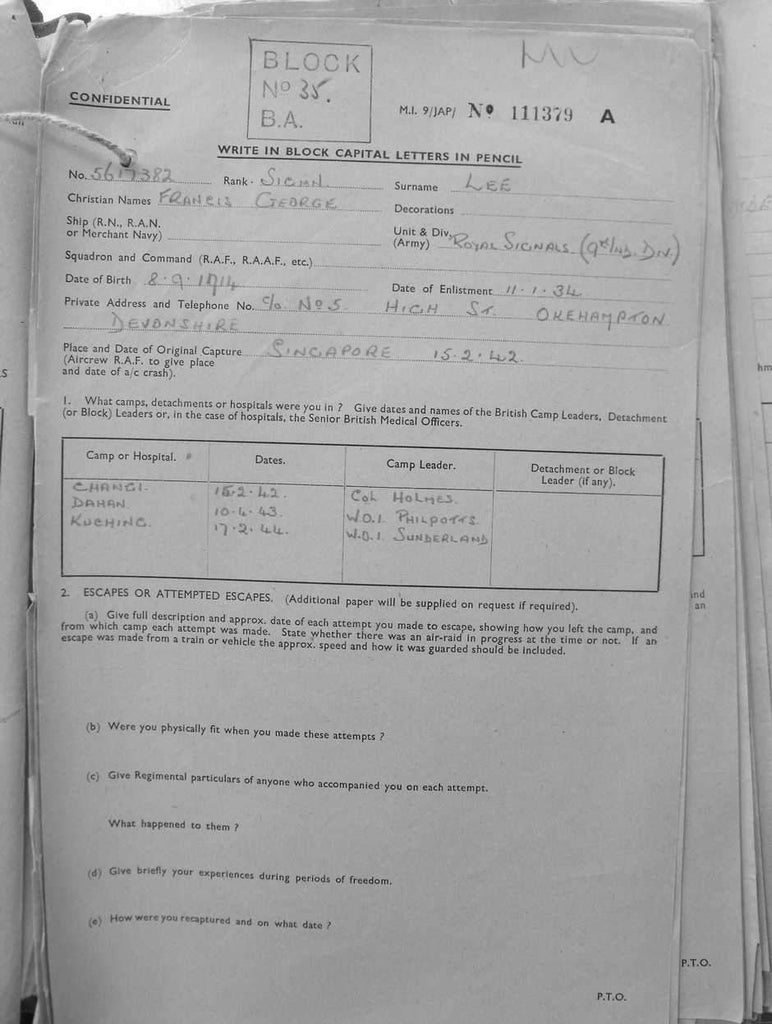 BLOCK
No 35.
B.A.
CONFIDENTIAL
M.I. 9/JAP/ No 111379 A
WRITE IN BLOCK CAPITAL LETTERS IN PENCIL
No. Rank. SIGMN. Surname LEE
Christian Names FRANCIS GEORGE Decorations
Ship (R.N., R.A.N.
or Merchant Navy)
Unit & Div.
(Army) ROYAL SIGNALS (9th/IND. DIV)
Squadron and Command (R.A.F., R.A.A.F., etc.)
Date of Birth 8.9.1914 Date of Enlistment 11.1.34
Private Address and Telephone No. c/o No 5. HIGH ST. OKEHAMPTON
DEVONSHIRE
Place and Date of Original Capture SINGAPORE 15.2.42.
(Aircrew R.A.F. to give place
and date of a/c crash).
1. What camps, detachments or hospitals were you in ? Give dates and names of the British Camp Leaders, Detachment
(or Block) Leaders or, in the case of hospitals, the Senior British Medical Officers.
Camp or Hospital. Dates. Camp Leader. Detachment or Block
Leader (if any).
CHANGI. 15.2.42. COL HOLMES.
DAHAN. 10.4.43. W.O.1 PHILPOTTS
KUCHING. 17.2.44. W.O.1 SUNDERLAND
2. ESCAPES OR ATTEMPTED ESCAPES. (Additional paper will be supplied on request if required).
(a) Give full description and approx. date of each attempt you made to escape, showing how you left the camp, and
from which camp each attempt was made. State whether there was an air-raid in progress at the time or not. If an
escape was made from a train or vehicle the approx. speed and how it was guarded should be included.
(b) Were you physically fit when you made these attempts ?
(c) Give Regimental particulars of anyone who accompanied you on each attempt.
What happened to them ?
(d) Give briefly your experiences during periods of freedom.
(e) How were you recaptured and on what date ?
P.T.O.
P.T.O.